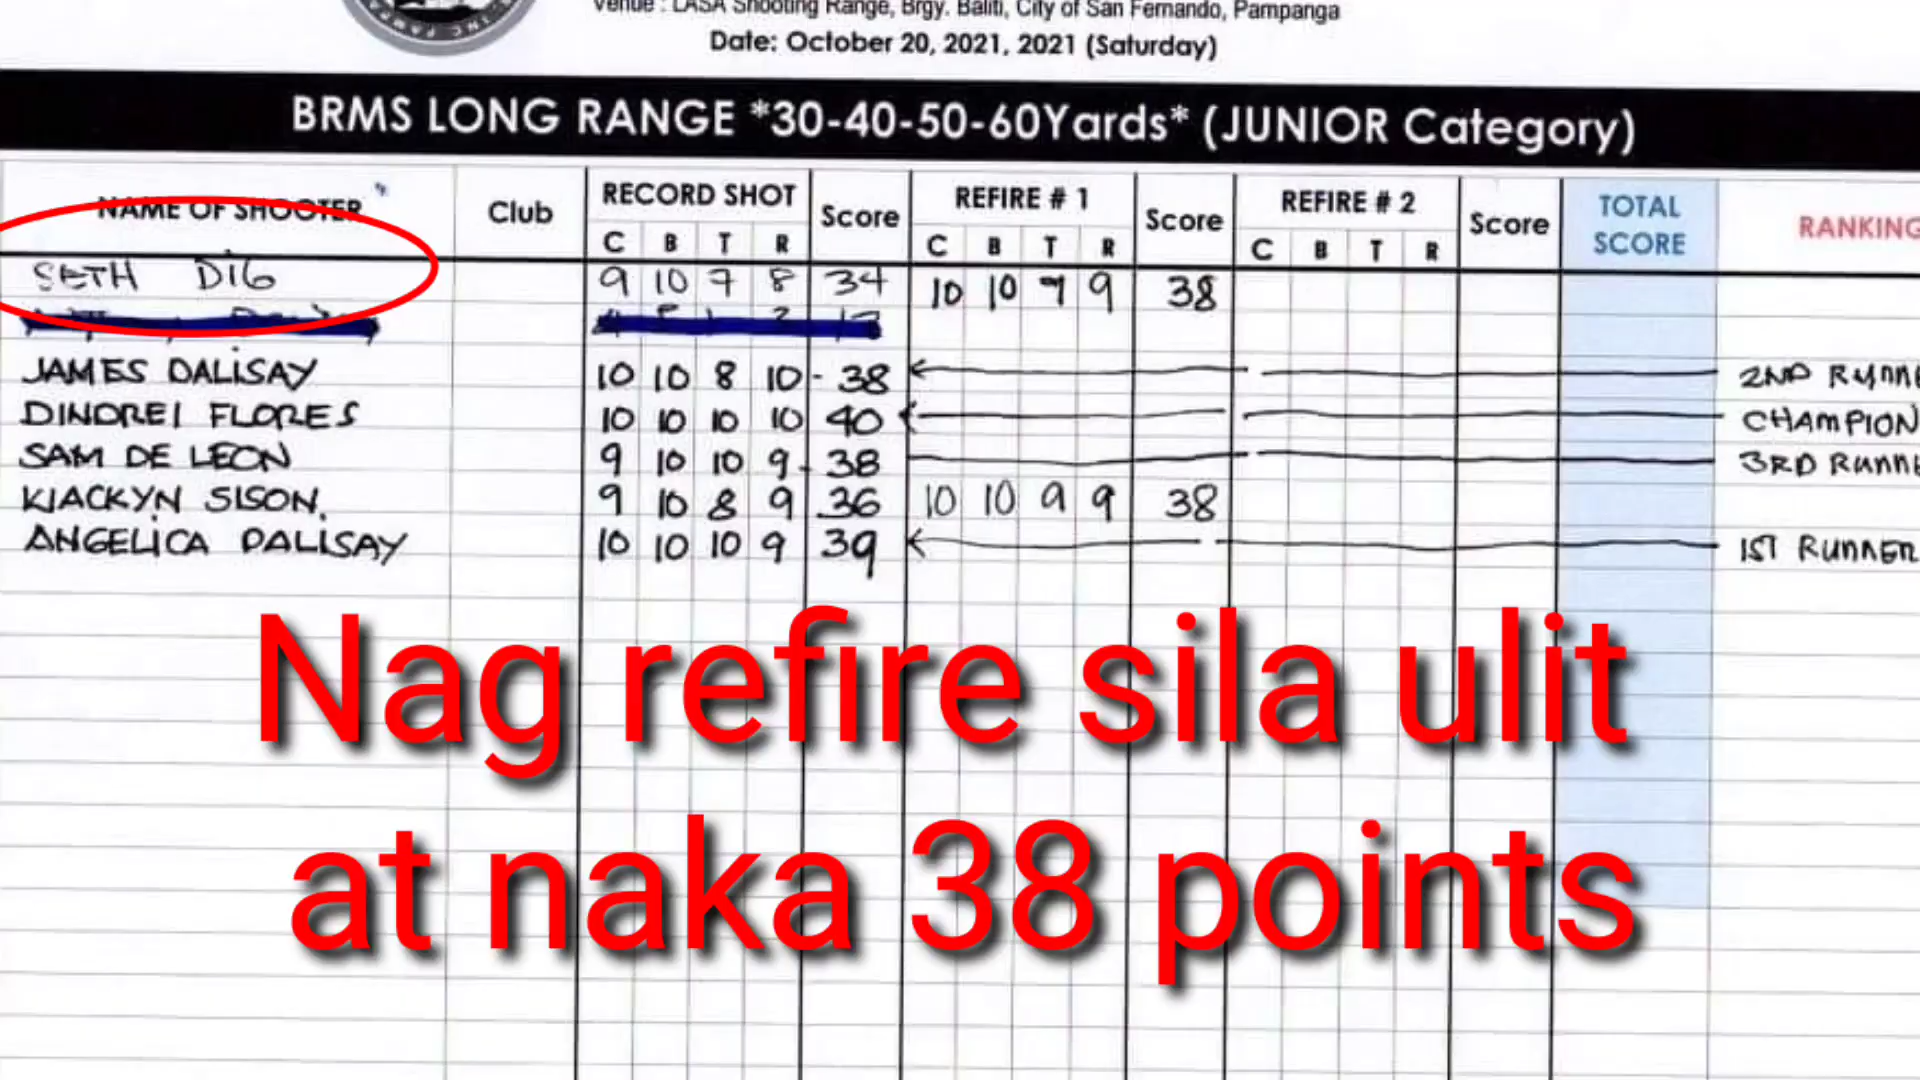 Venue : LASA Shooting Range, Brgy. Baliti, City of San Fernando, Pampanga
Date: October 20, 2021, 2021 (Saturday)
BRMS LONG RANGE *30-40-50-60Yards* (JUNIOR Category)
NAME OF SHOOTER Club RECORD SHOT Score REFIRE # 1 Score REFIRE # 2 Score TOTAL SCORE RANKING
C B T R C B T R C B T R
SETH DIG 9 10 7 8 34 10 10 9 9 38
JAMES DALISAY 10 10 8 10 - 38 2ND RUNNE
DINDREI FLORES 10 10 10 10 40 CHAMPION
SAM DE LEON 9 10 10 9 - 38 3RD RUNNE
KIACKYN SISON. 9 10 8 9 36 10 10 9 9 38
ANGELICA DALISAY 10 10 10 9 39 1ST RUNNER
Nag refire sila ulit
at naka 38 points